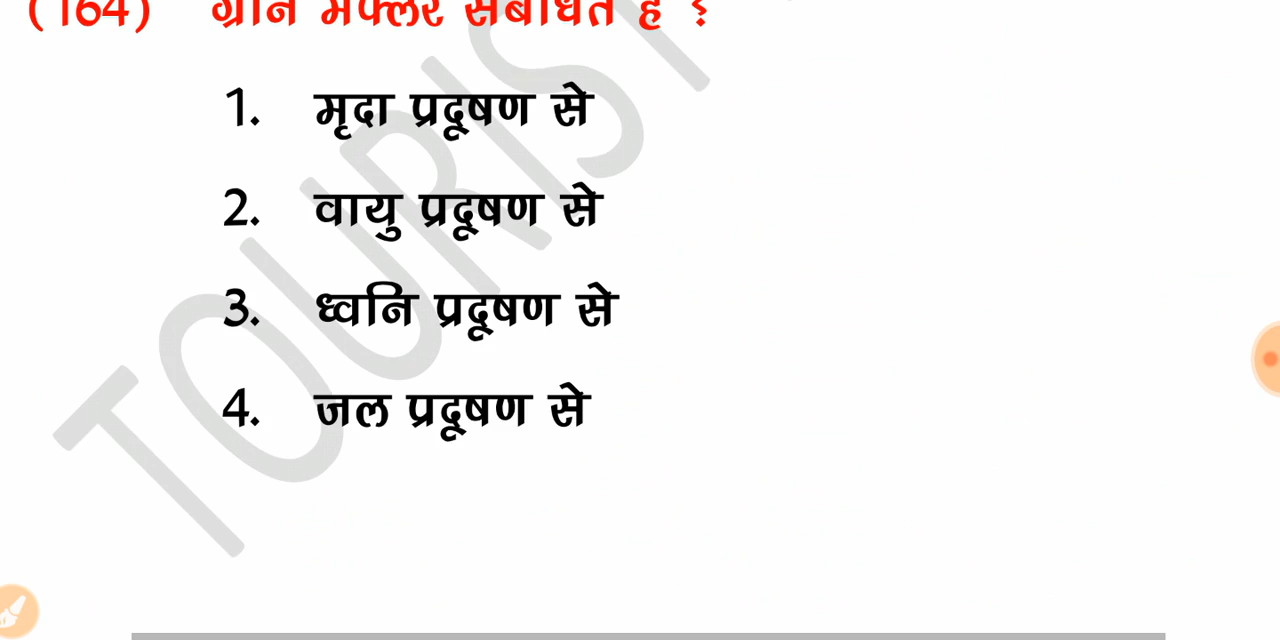 (164) ग्रीन मफ्लर संबंधित है ?
1. मृदा प्रदूषण से
2. वायु प्रदूषण से
3. ध्वनि प्रदूषण से
4. जल प्रदूषण से
TOURIST